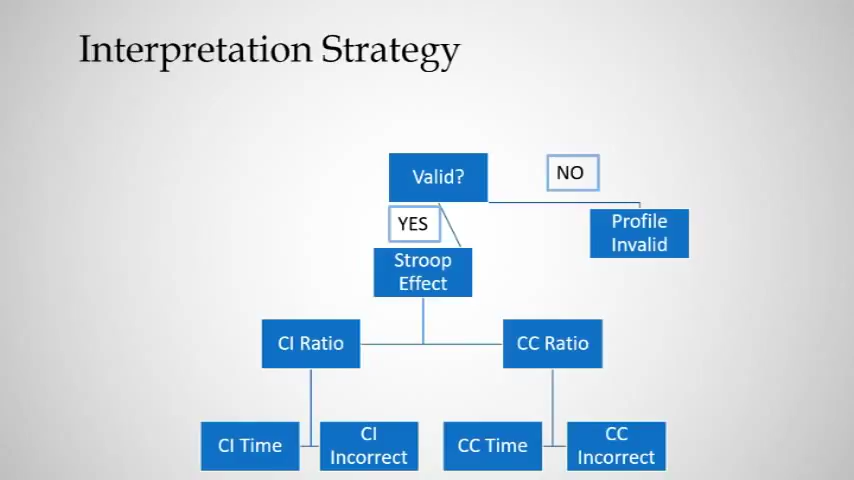 Interpretation Strategy
Valid?
NO
YES
Profile
Invalid
Stroop
Effect
CI Ratio
CC Ratio
CI Time
CI
Incorrect
CC Time
CC
Incorrect